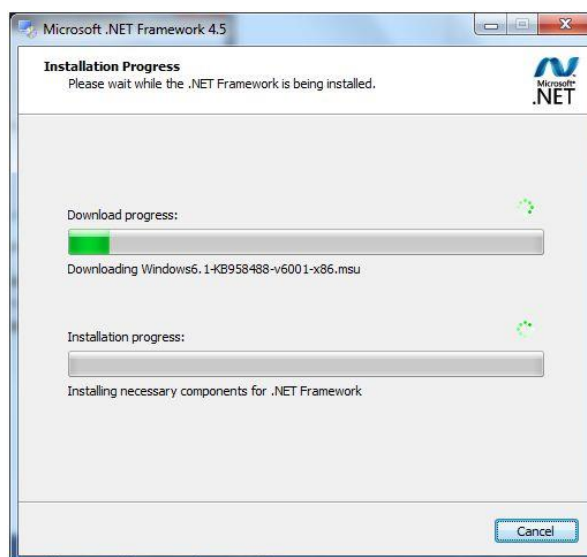 Microsoft .NET Framework 4.5
Installation Progress
Please wait while the .NET Framework is being installed.
Microsoft®
.NET
Download progress:
Downloading Windows6.1-KB958488-v6001-x86.msu
Installation progress:
Installing necessary components for .NET Framework
Cancel